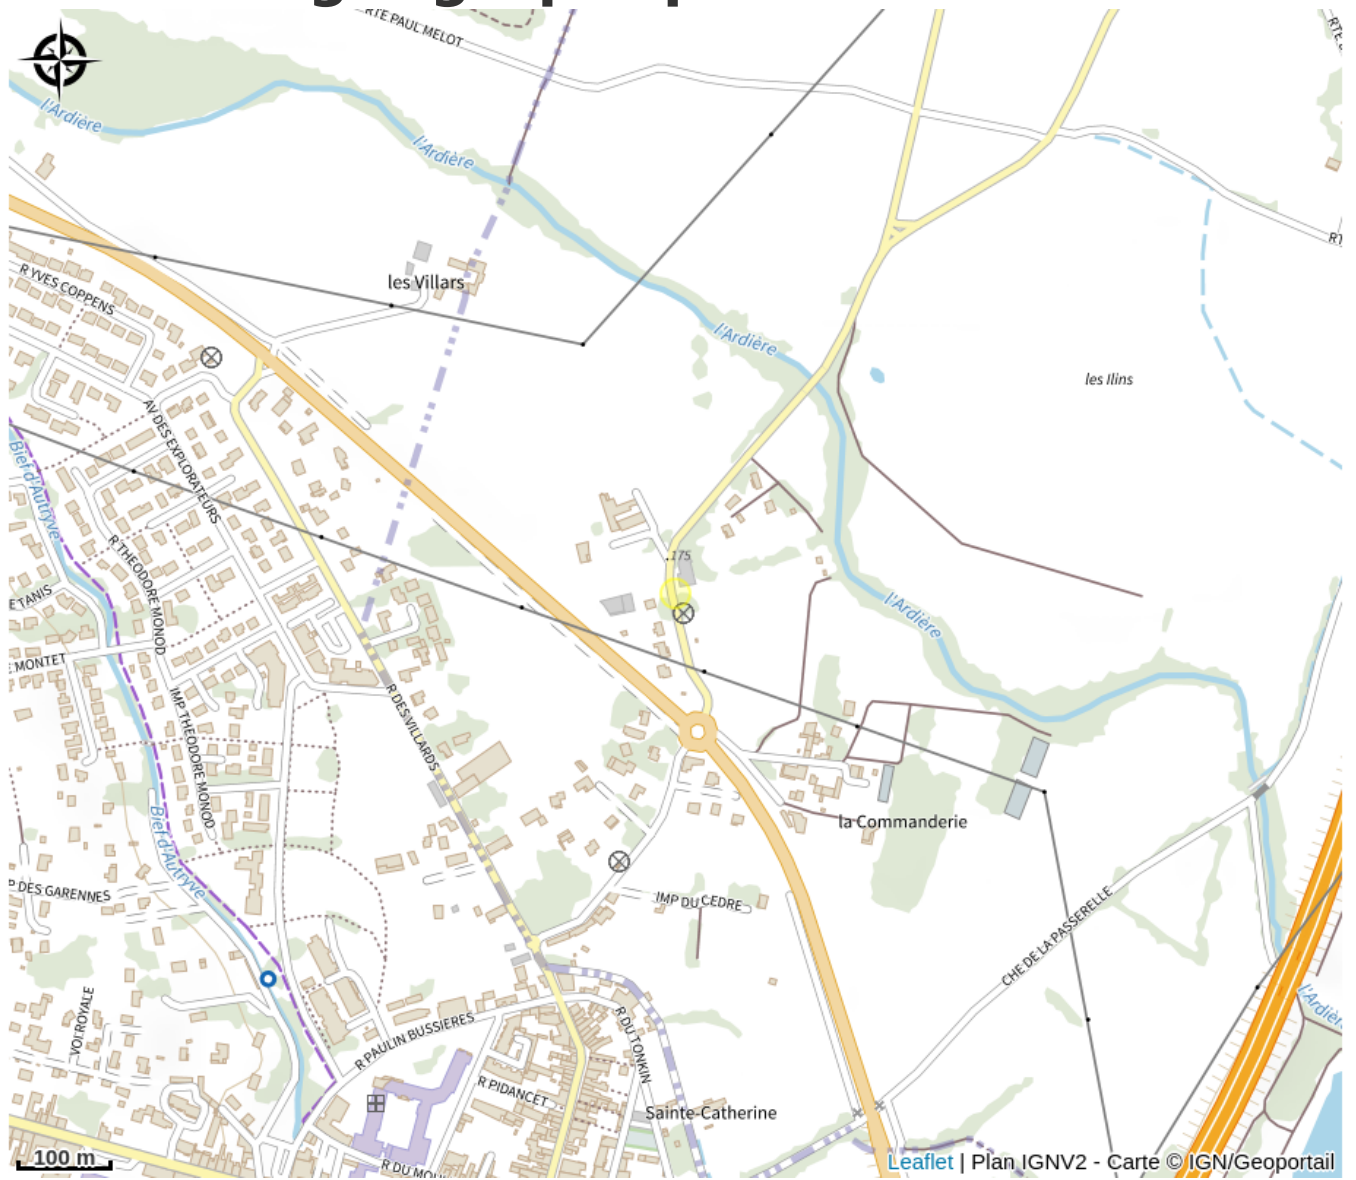 RTE PAUL MELOT
l'Ardière
l'Ardière
R YVES COPPENS
les Villars
l'Ardière
les Ilins
AV DES EXPLORATEURS
Bief d'Autryve
175
R THEODORE MONOD
l'Ardière
E TANIS
MONTET
IMP THEODORE MONOD
R DES VILLARDS
Bief d'Autryve
la Commanderie
P DES GARENNES
IMP DU CEDRE
CHE DE LA PASSERELLE
VOI ROYALE
R PAULIN BUSSIERES
R DU TONKIN
l'Ardière
R PIDANCET
Sainte-Catherine
100 m
R DU MOU
Leaflet | Plan IGNV2 - Carte © IGN/Geoportail